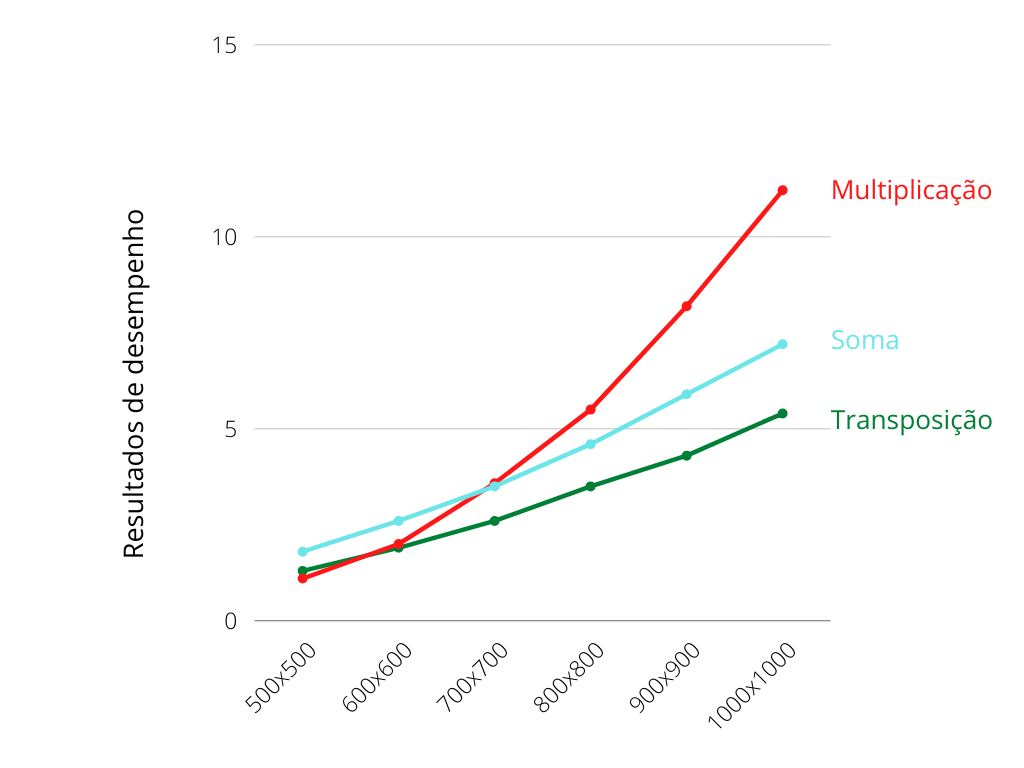 15
10
5
0
Resultados de desempenho
Multiplicação
Soma
Transposição
500x500
600x600
700x700
800x800
900x900
1000x1000